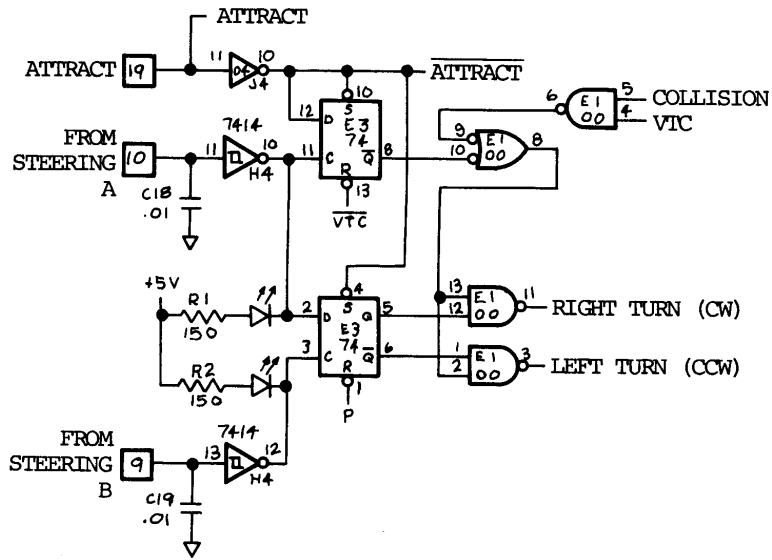 ATTRACT
ATTRACT 19
11 04 10
J4
ATTRACT
6 E1 00 5 COLLISION
4 VTC
10
12 D S
E3
74
FROM
STEERING
A
10
11 7414 10
H4
11 C Q 8
R 13
VTC
9
10 E1 00 8
C18
.01
+5V
R1
150
4
2 D S Q 5
E3
74
3 C Q 6
R 1
P
13
12 E1 00 11 RIGHT TURN (CW)
1
2 E1 00 3 LEFT TURN (CCW)
R2
150
FROM
STEERING
B
9
13 7414 12
H4
C19
.01